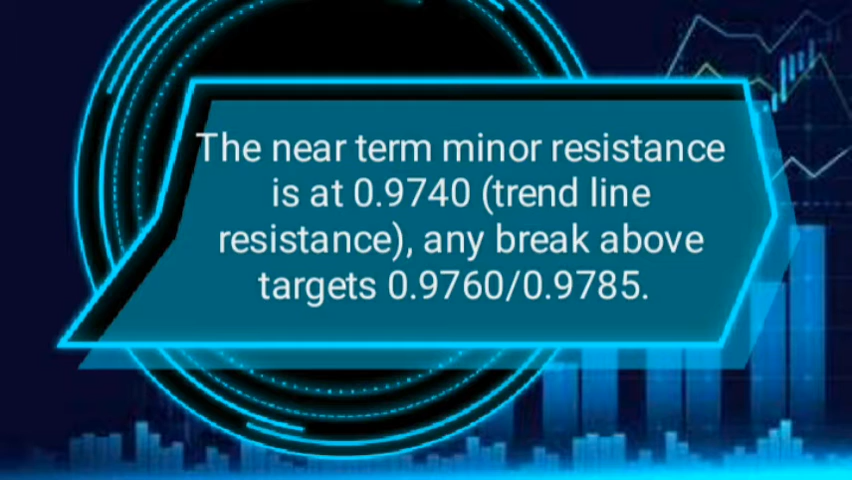 The near term minor resistance
is at 0.9740 (trend line
resistance), any break above
targets 0.9760/0.9785.